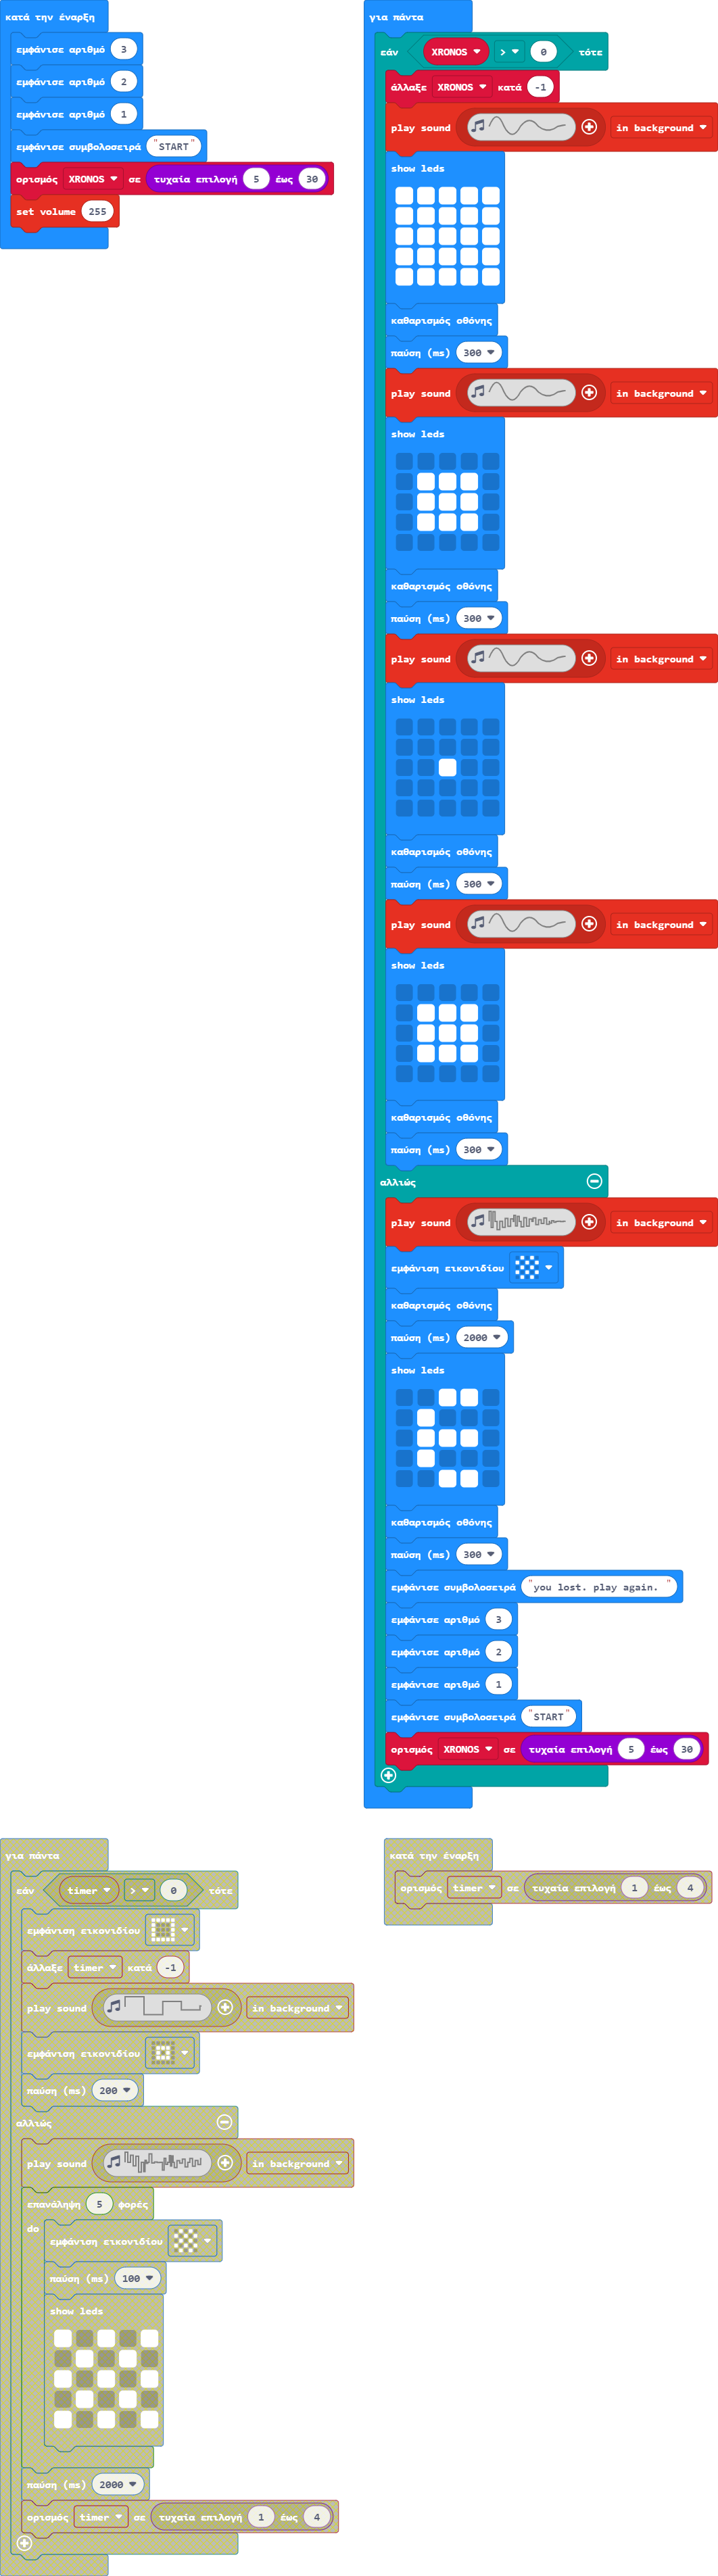 κατά την έναρξη
εμφάνισε αριθμό 3
εμφάνισε αριθμό 2
εμφάνισε αριθμό 1
εμφάνισε συμβολοσειρά "START"
ορισμός XRONOS σε τυχαία επιλογή 5 έως 30
set volume 255
για πάντα
εάν XRONOS > 0 τότε
άλλαξε XRONOS κατά -1
play sound in background
show leds
καθαρισμός οθόνης
παύση (ms) 300
play sound in background
show leds
καθαρισμός οθόνης
παύση (ms) 300
play sound in background
show leds
καθαρισμός οθόνης
παύση (ms) 300
play sound in background
show leds
καθαρισμός οθόνης
παύση (ms) 300
αλλιώς
play sound in background
εμφάνιση εικονιδίου
καθαρισμός οθόνης
παύση (ms) 2000
show leds
καθαρισμός οθόνης
παύση (ms) 300
εμφάνισε συμβολοσειρά "you lost. play again. "
εμφάνισε αριθμό 3
εμφάνισε αριθμό 2
εμφάνισε αριθμό 1
εμφάνισε συμβολοσειρά "START"
ορισμός XRONOS σε τυχαία επιλογή 5 έως 30
για πάντα
εάν timer > 0 τότε
εμφάνιση εικονιδίου
άλλαξε timer κατά -1
play sound in background
εμφάνιση εικονιδίου
παύση (ms) 200
αλλιώς
play sound in background
επανάληψη 5 φορές
do
εμφάνιση εικονιδίου
παύση (ms) 100
show leds
παύση (ms) 2000
ορισμός timer σε τυχαία επιλογή 1 έως 4
κατά την έναρξη
ορισμός timer σε τυχαία επιλογή 1 έως 4